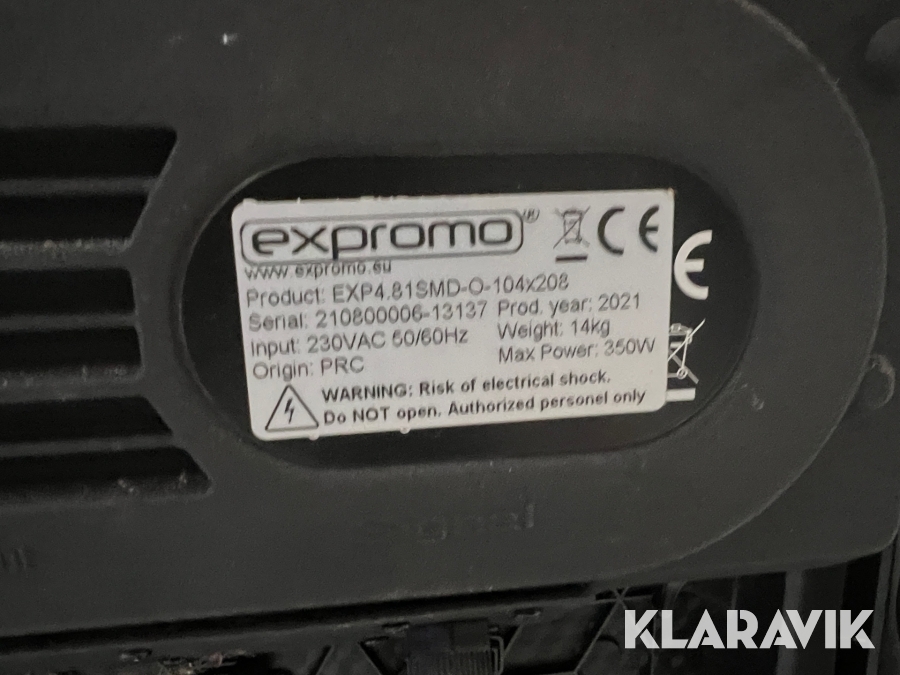 expromo®
CE
www.expromo.eu
Product: EXP4.81SMD-O-104x208
Serial: 210800006-13137 Prod. year: 2021
Input: 230VAC 50/60Hz Weight: 14kg
Origin: PRC Max Power: 350W
WARNING: Risk of electrical shock.
Do NOT open. Authorized personel only
KLARAVIK